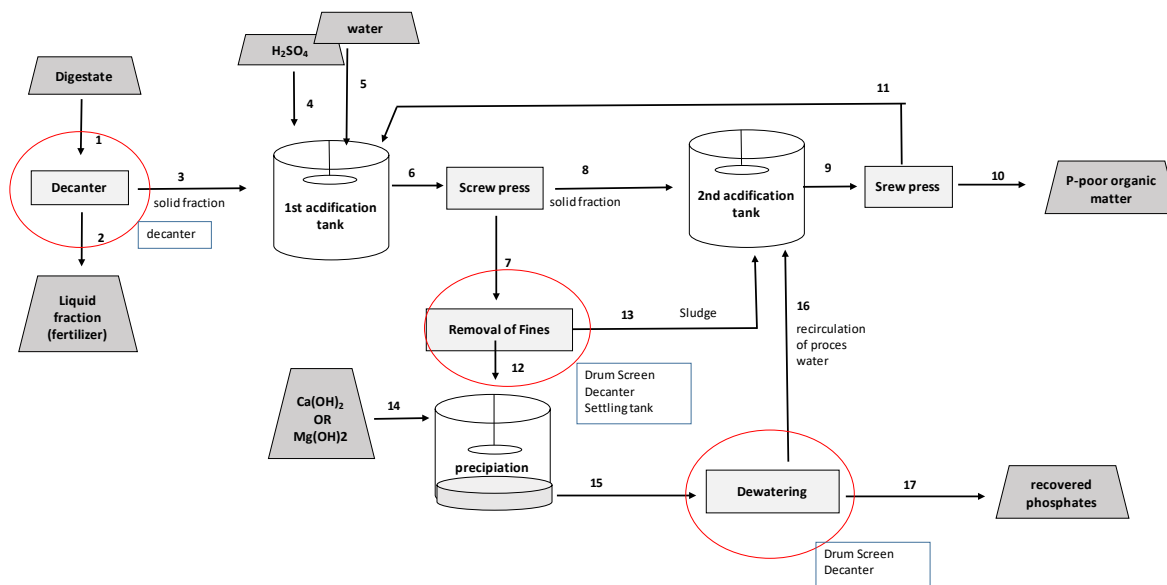 water
H₂SO₄
Digestate
4
5
11
1
Decanter
3
solid fraction
decanter
2
Liquid
fraction
(fertilizer)
1st acdification
tank
6
Screw press
8
solid fraction
2nd acdification
tank
9
Srew press
10
P-poor organic
matter
7
Removal of Fines
13
Sludge
16
recirculation
of proces
water
12
Drum Screen
Decanter
Settling tank
Ca(OH)₂
OR
Mg(OH)2
14
precipiation
15
Dewatering
17
recovered
phosphates
Drum Screen
Decanter